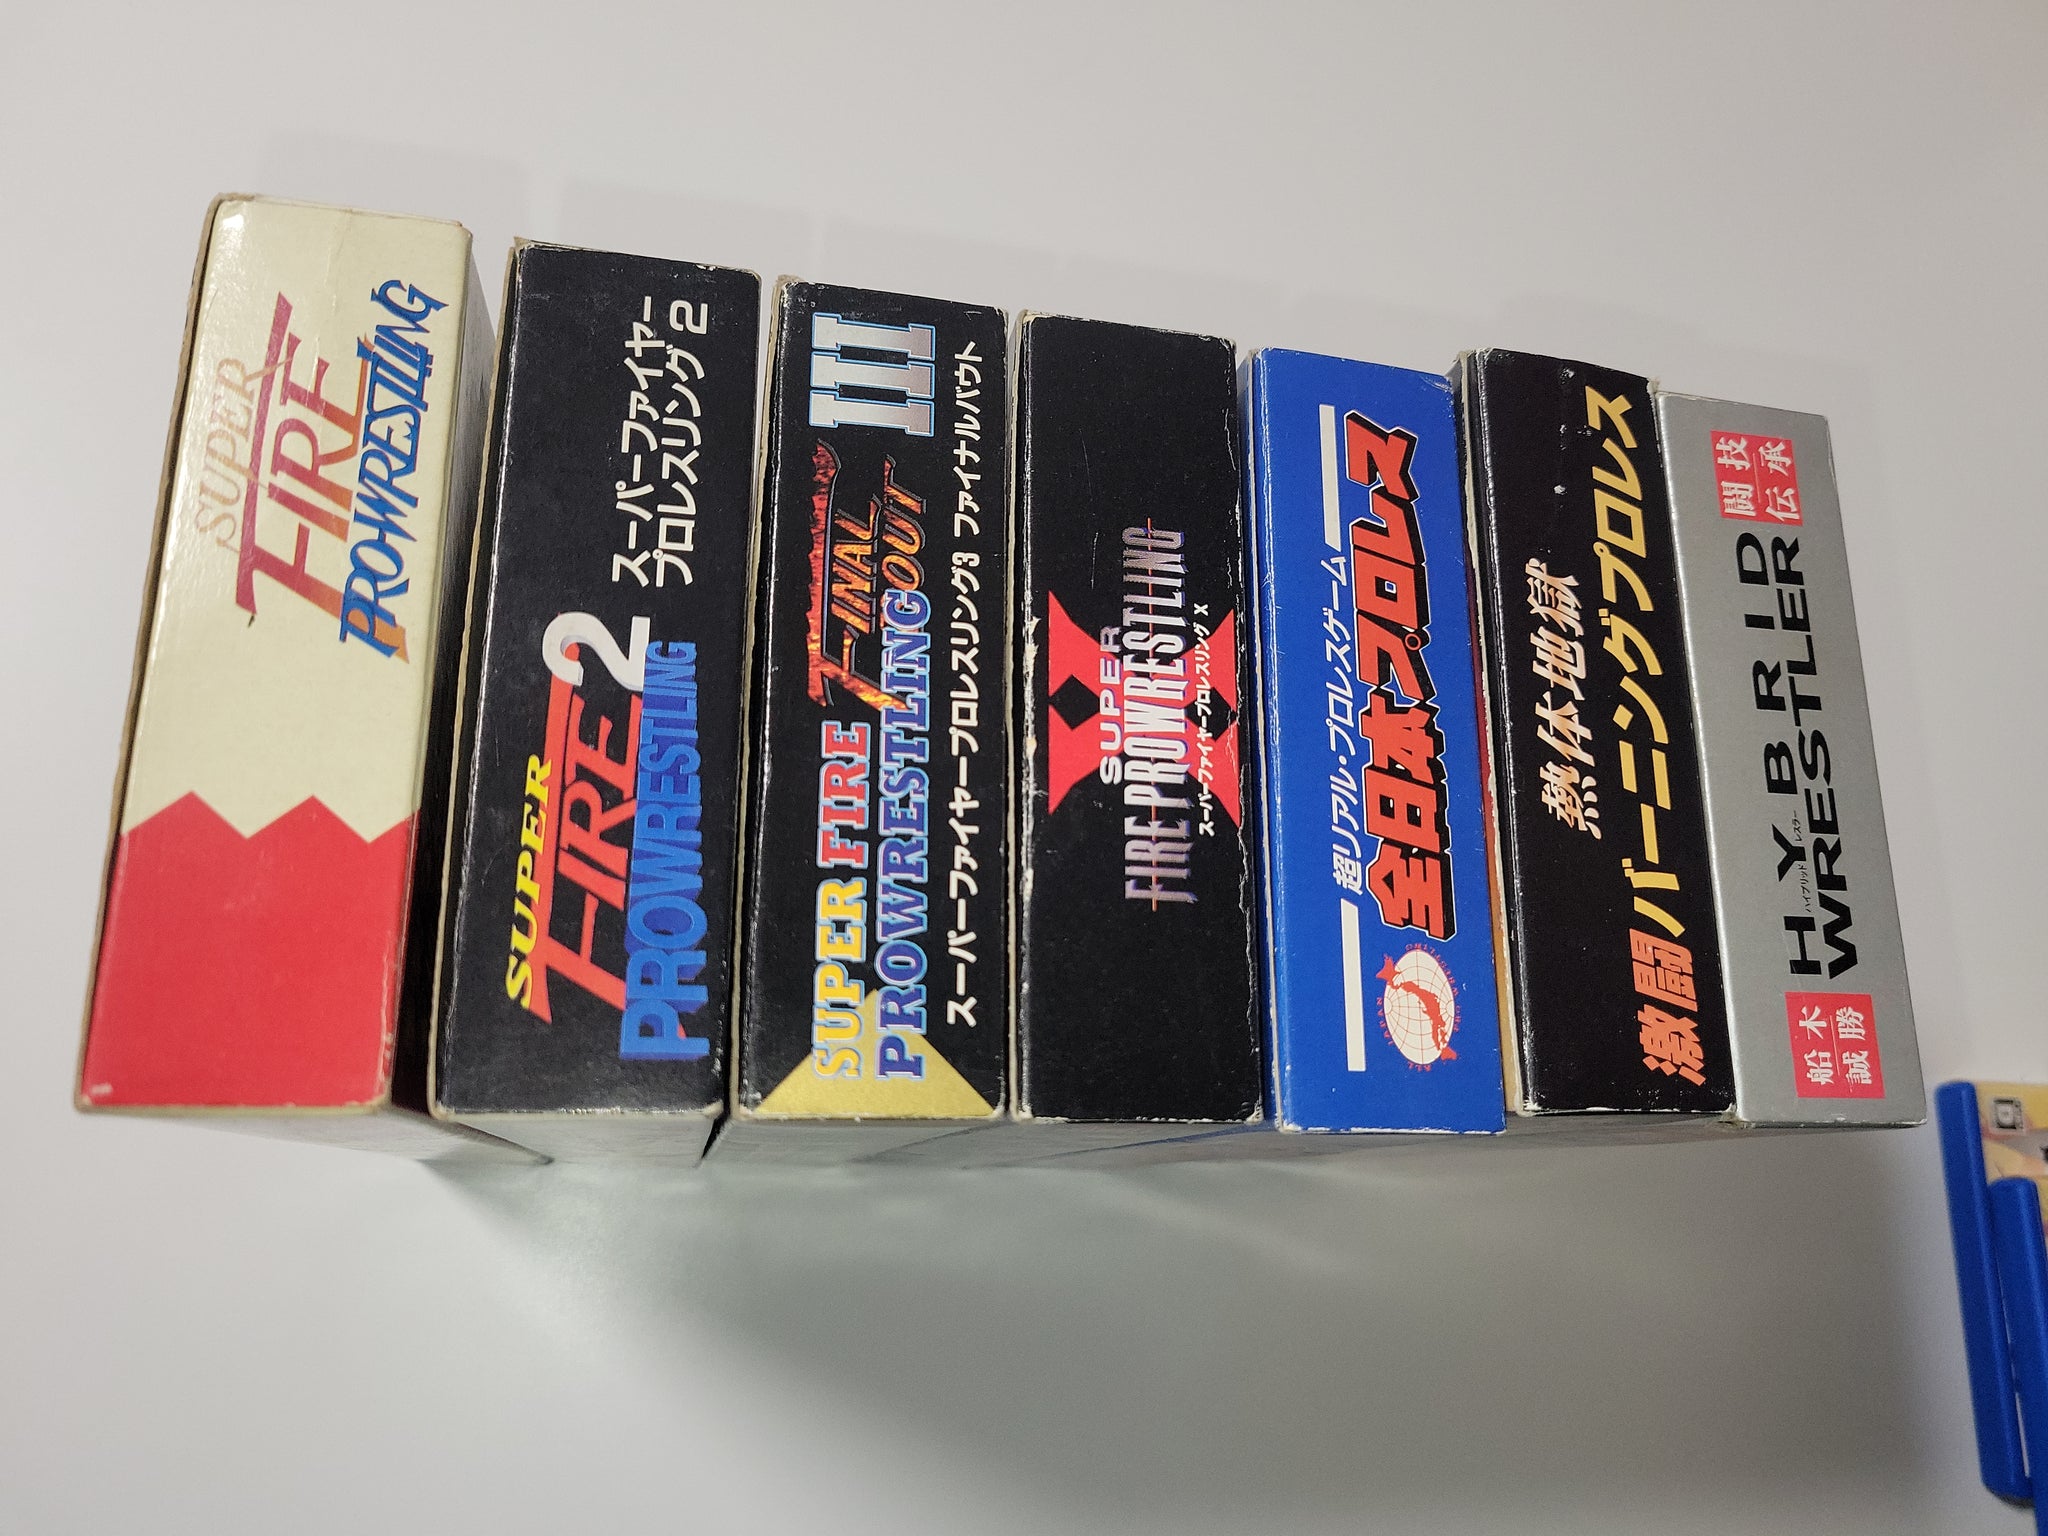 SUPER
FIRE
PROWRESTLING
SUPER
FIRE 2
PROWRESTLING
スーパーファイヤー
プロレスリング 2
SUPER FIRE
PROWRESTLING
FINAL
BOUT
III
スーパーファイヤープロレスリング3 ファイナルバウト
X
SUPER
FIREPROWRESTLING
スーパーファイヤープロレスリング X
超リアル・プロレスゲーム
全日本プロレス
熱体地獄
激闘バーニングプロレス
船木
誠勝
HYBRID
ハイブリッド レスラー
WRESTLER
闘技
伝承